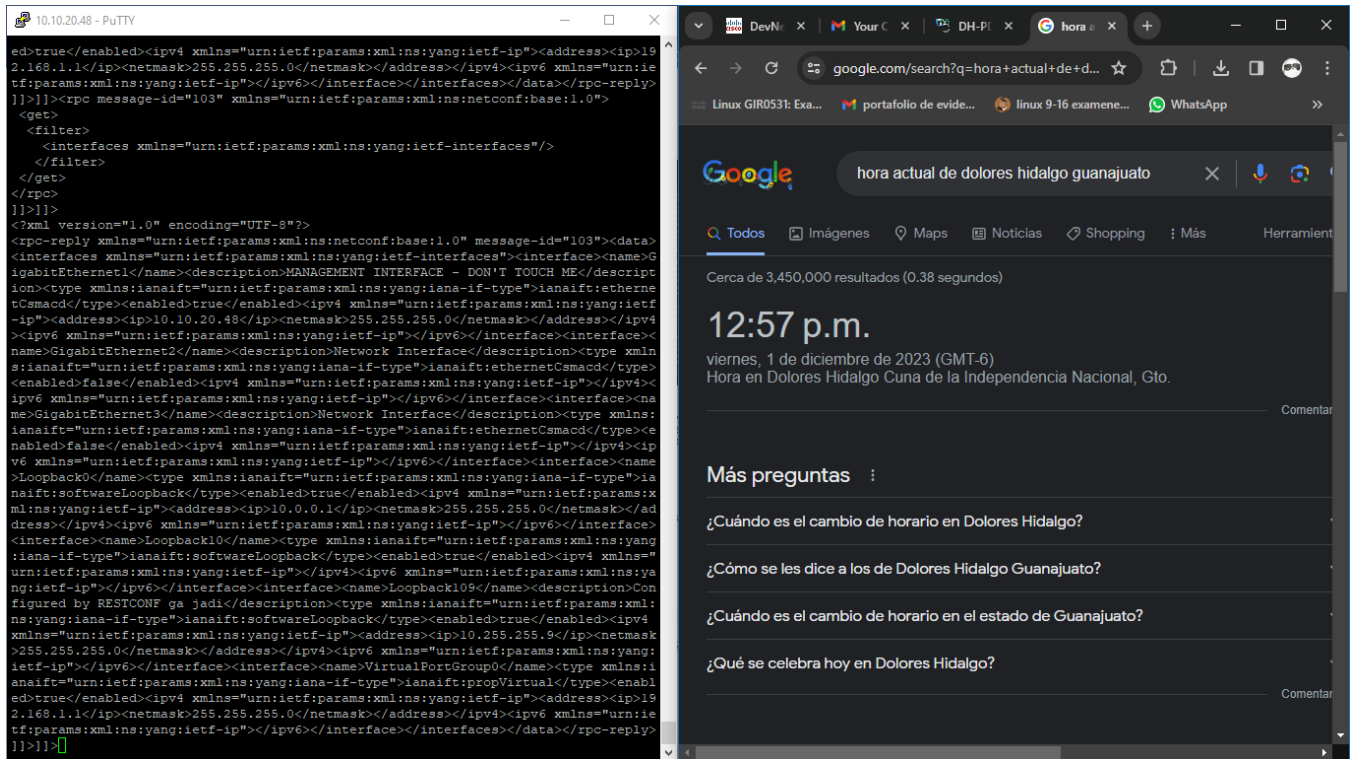 10.10.20.48 - PuTTY
ed>true</enabled><ipv4 xmlns="urn:ietf:params:xml:ns:yang:ietf-ip"><address><ip>19
2.168.1.1</ip><netmask>255.255.255.0</netmask></address></ipv4><ipv6 xmlns="urn:ie
tf:params:xml:ns:yang:ietf-ip"></ipv6></interface></interfaces></data></rpc-reply>
]]>]]><rpc message-id="103" xmlns="urn:ietf:params:xml:ns:netconf:base:1.0">
<get>
<filter>
<interfaces xmlns="urn:ietf:params:xml:ns:yang:ietf-interfaces"/>
</filter>
</get>
</rpc>
]]>]]>
<?xml version="1.0" encoding="UTF-8"?>
<rpc-reply xmlns="urn:ietf:params:xml:ns:netconf:base:1.0" message-id="103"><data>
<interfaces xmlns="urn:ietf:params:xml:ns:yang:ietf-interfaces"><interface><name>G
igabitEthernet1</name><description>MANAGEMENT INTERFACE - DON'T TOUCH ME</descript
ion><type xmlns:ianaift="urn:ietf:params:xml:ns:yang:iana-if-type">ianaift:etherne
tCsmacd</type><enabled>true</enabled><ipv4 xmlns="urn:ietf:params:xml:ns:yang:ietf
-ip"><address><ip>10.10.20.48</ip><netmask>255.255.255.0</netmask></address></ipv4
><ipv6 xmlns="urn:ietf:params:xml:ns:yang:ietf-ip"></ipv6></interface><interface><
name>GigabitEthernet2</name><description>Network Interface</description><type xmln
s:ianaift="urn:ietf:params:xml:ns:yang:iana-if-type">ianaift:ethernetCsmacd</type>
<enabled>false</enabled><ipv4 xmlns="urn:ietf:params:xml:ns:yang:ietf-ip"></ipv4><
ipv6 xmlns="urn:ietf:params:xml:ns:yang:ietf-ip"></ipv6></interface><interface><na
me>GigabitEthernet3</name><description>Network Interface</description><type xmlns:
ianaift="urn:ietf:params:xml:ns:yang:iana-if-type">ianaift:ethernetCsmacd</type><e
nabled>false</enabled><ipv4 xmlns="urn:ietf:params:xml:ns:yang:ietf-ip"></ipv4><ip
v6 xmlns="urn:ietf:params:xml:ns:yang:ietf-ip"></ipv6></interface><interface><name
>Loopback0</name><type xmlns:ianaift="urn:ietf:params:xml:ns:yang:iana-if-type">ia
naift:softwareLoopback</type><enabled>true</enabled><ipv4 xmlns="urn:ietf:params:x
ml:ns:yang:ietf-ip"><address><ip>10.0.0.1</ip><netmask>255.255.255.0</netmask></ad
dress></ipv4><ipv6 xmlns="urn:ietf:params:xml:ns:yang:ietf-ip"></ipv6></interface>
<interface><name>Loopback10</name><type xmlns:ianaift="urn:ietf:params:xml:ns:yang
:iana-if-type">ianaift:softwareLoopback</type><enabled>true</enabled><ipv4 xmlns="
urn:ietf:params:xml:ns:yang:ietf-ip"></ipv4><ipv6 xmlns="urn:ietf:params:xml:ns:ya
ng:ietf-ip"></ipv6></interface><interface><name>Loopback109</name><description>Con
figured by RESTCONF ga jadi</description><type xmlns:ianaift="urn:ietf:params:xml:
ns:yang:iana-if-type">ianaift:softwareLoopback</type><enabled>true</enabled><ipv4
xmlns="urn:ietf:params:xml:ns:yang:ietf-ip"><address><ip>10.255.255.9</ip><netmask
>255.255.255.0</netmask></address></ipv4><ipv6 xmlns="urn:ietf:params:xml:ns:yang:
ietf-ip"></ipv6></interface><interface><name>VirtualPortGroup0</name><type xmlns:i
anaift="urn:ietf:params:xml:ns:yang:iana-if-type">ianaift:propVirtual</type><enabl
ed>true</enabled><ipv4 xmlns="urn:ietf:params:xml:ns:yang:ietf-ip"><address><ip>19
2.168.1.1</ip><netmask>255.255.255.0</netmask></address></ipv4><ipv6 xmlns="urn:ie
tf:params:xml:ns:yang:ietf-ip"></ipv6></interface></interfaces></data></rpc-reply>
]]>]]>
cisco DevNe Your C DH-PD hora a
google.com/search?q=hora+actual+de+d...
Linux GIR0531: Exa... portafolio de evide... linux 9-16 examene... WhatsApp »
Google hora actual de dolores hidalgo guanajuato
Todos Imágenes Maps Noticias Shopping Más Herramient
Cerca de 3,450,000 resultados (0.38 segundos)
12:57 p.m.
viernes, 1 de diciembre de 2023 (GMT-6)
Hora en Dolores Hidalgo Cuna de la Independencia Nacional, Gto.
Comentar
Más preguntas
¿Cuándo es el cambio de horario en Dolores Hidalgo?
¿Cómo se les dice a los de Dolores Hidalgo Guanajuato?
¿Cuándo es el cambio de horario en el estado de Guanajuato?
¿Qué se celebra hoy en Dolores Hidalgo?
Comentar